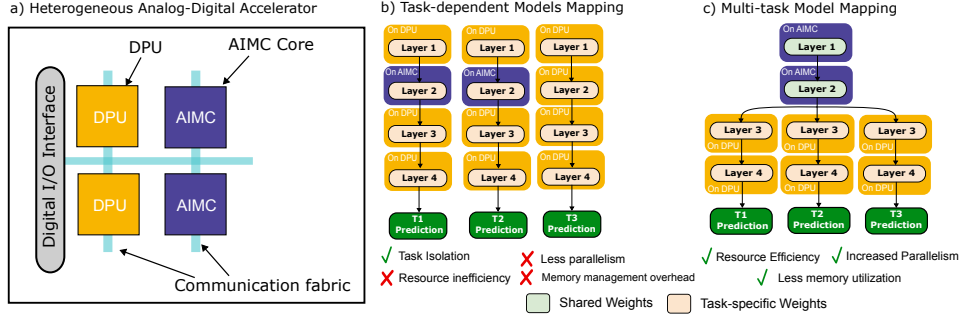 a) Heterogeneous Analog-Digital Accelerator
DPU
AIMC Core
Digital I/O Interface
DPU
AIMC
DPU
AIMC
Communication fabric
b) Task-dependent Models Mapping
On DPU
Layer 1
On DPU
Layer 1
On DPU
Layer 1
On AIMC
Layer 2
On AIMC
Layer 2
On DPU
Layer 2
On DPU
Layer 3
On DPU
Layer 3
On DPU
Layer 3
On DPU
Layer 4
On DPU
Layer 4
On DPU
Layer 4
T1
Prediction
T2
Prediction
T3
Prediction
Task Isolation
Less parallelism
Resource inefficiency
Memory management overhead
c) Multi-task Model Mapping
On AIMC
Layer 1
On AIMC
Layer 2
Layer 3
On DPU
Layer 3
On DPU
Layer 3
On DPU
Layer 4
On DPU
Layer 4
On DPU
Layer 4
On DPU
T1
Prediction
T2
Prediction
T3
Prediction
Resource Efficiency
Increased Parallelism
Less memory utilization
Shared Weights
Task-specific Weights